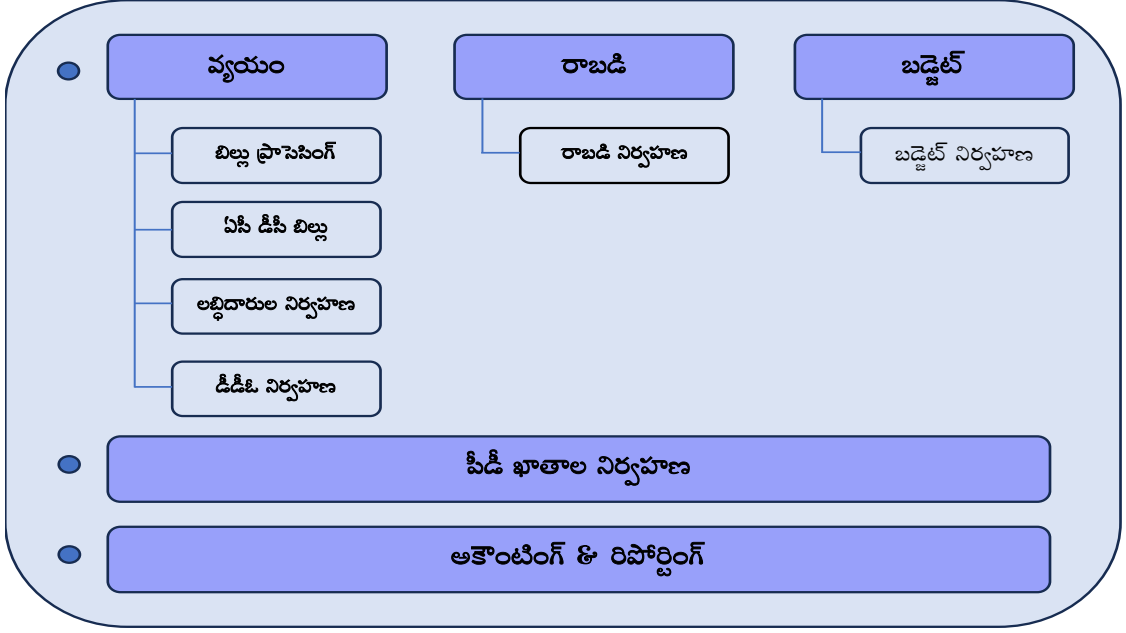 వ్యయం
రాబడి
బడ్జెట్
బిల్లు ప్రాసెసింగ్
రాబడి నిర్వహణ
బడ్జెట్ నిర్వహణ
ఏసీ డీసీ బిల్లు
లబ్ధిదారుల నిర్వహణ
డీడీఓ నిర్వహణ
పీడీ ఖాతాల నిర్వహణ
అకౌంటింగ్ & రిపోర్టింగ్